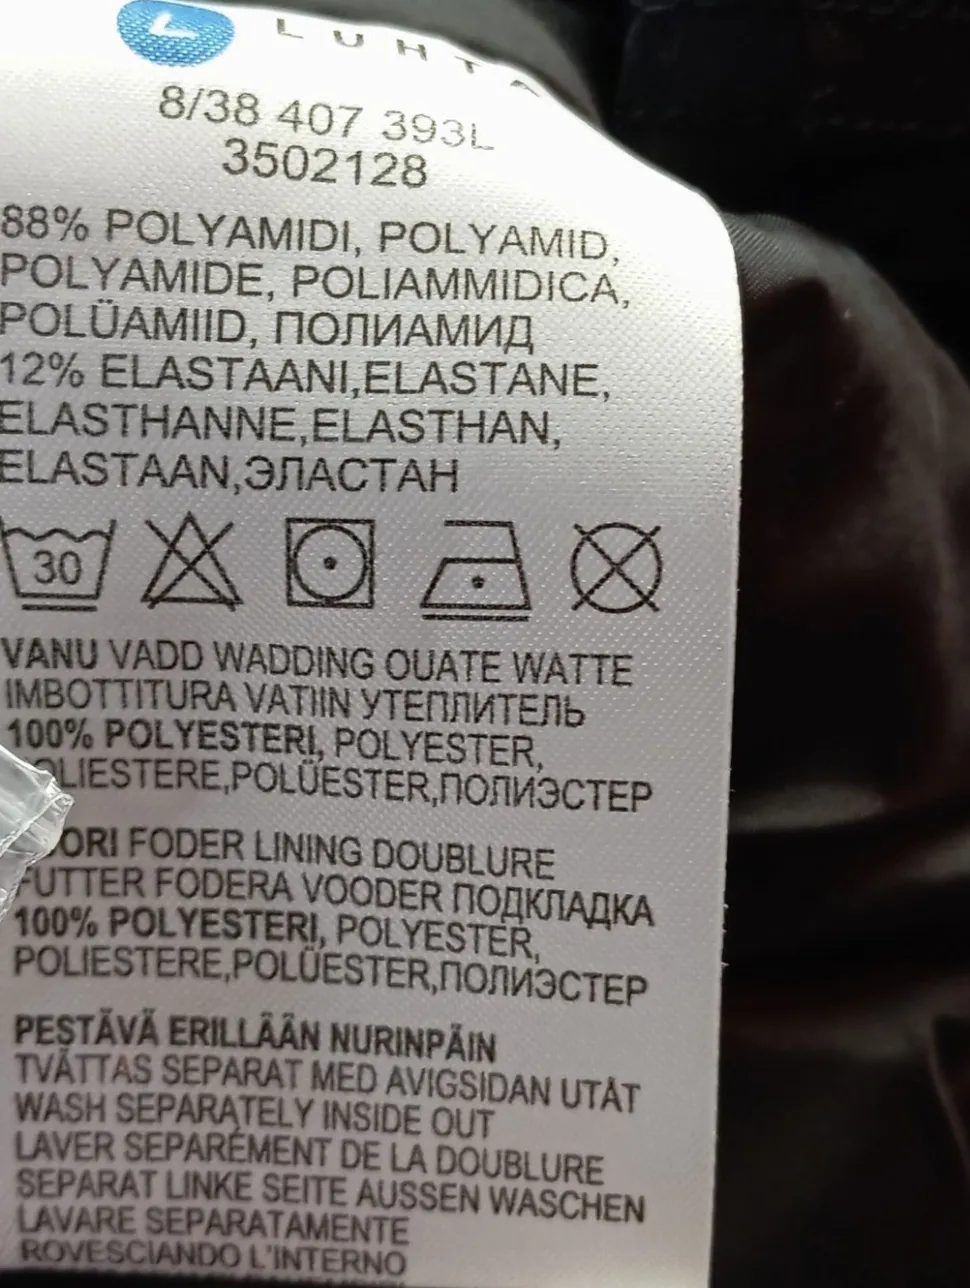 LUHTA
8/38 407 393L
3502128
88% POLYAMIDI, POLYAMID,
POLYAMIDE, POLIAMMIDICA,
POLÜAMIID, ПОЛИАМИД
12% ELASTAANI,ELASTANE,
ELASTHANNE,ELASTHAN,
ELASTAAN,ЭЛАСТАН
30
VANU VADD WADDING OUATE WATTE
IMBOTTITURA VATIIN УТЕПЛИТЕЛЬ
100% POLYESTERI, POLYESTER,
POLIESTERE,POLÜESTER,ПОЛИЭСТЕР
FODER LINING DOUBLURE
FUTTER FODERA VOODER ПОДКЛАДКА
100% POLYESTERI, POLYESTER,
POLIESTERE,POLÜESTER,ПОЛИЭСТЕР
PESTÄVÄ ERILLÄÄN NURINPÄIN
TVÄTTAS SEPARAT MED AVIGSIDAN UTÅT
WASH SEPARATELY INSIDE OUT
LAVER SEPARÉMENT DE LA DOUBLURE
SEPARAT LINKE SEITE AUSSEN WASCHEN
LAVARE SEPARATAMENTE
ROVESCIANDO L'INTERNO